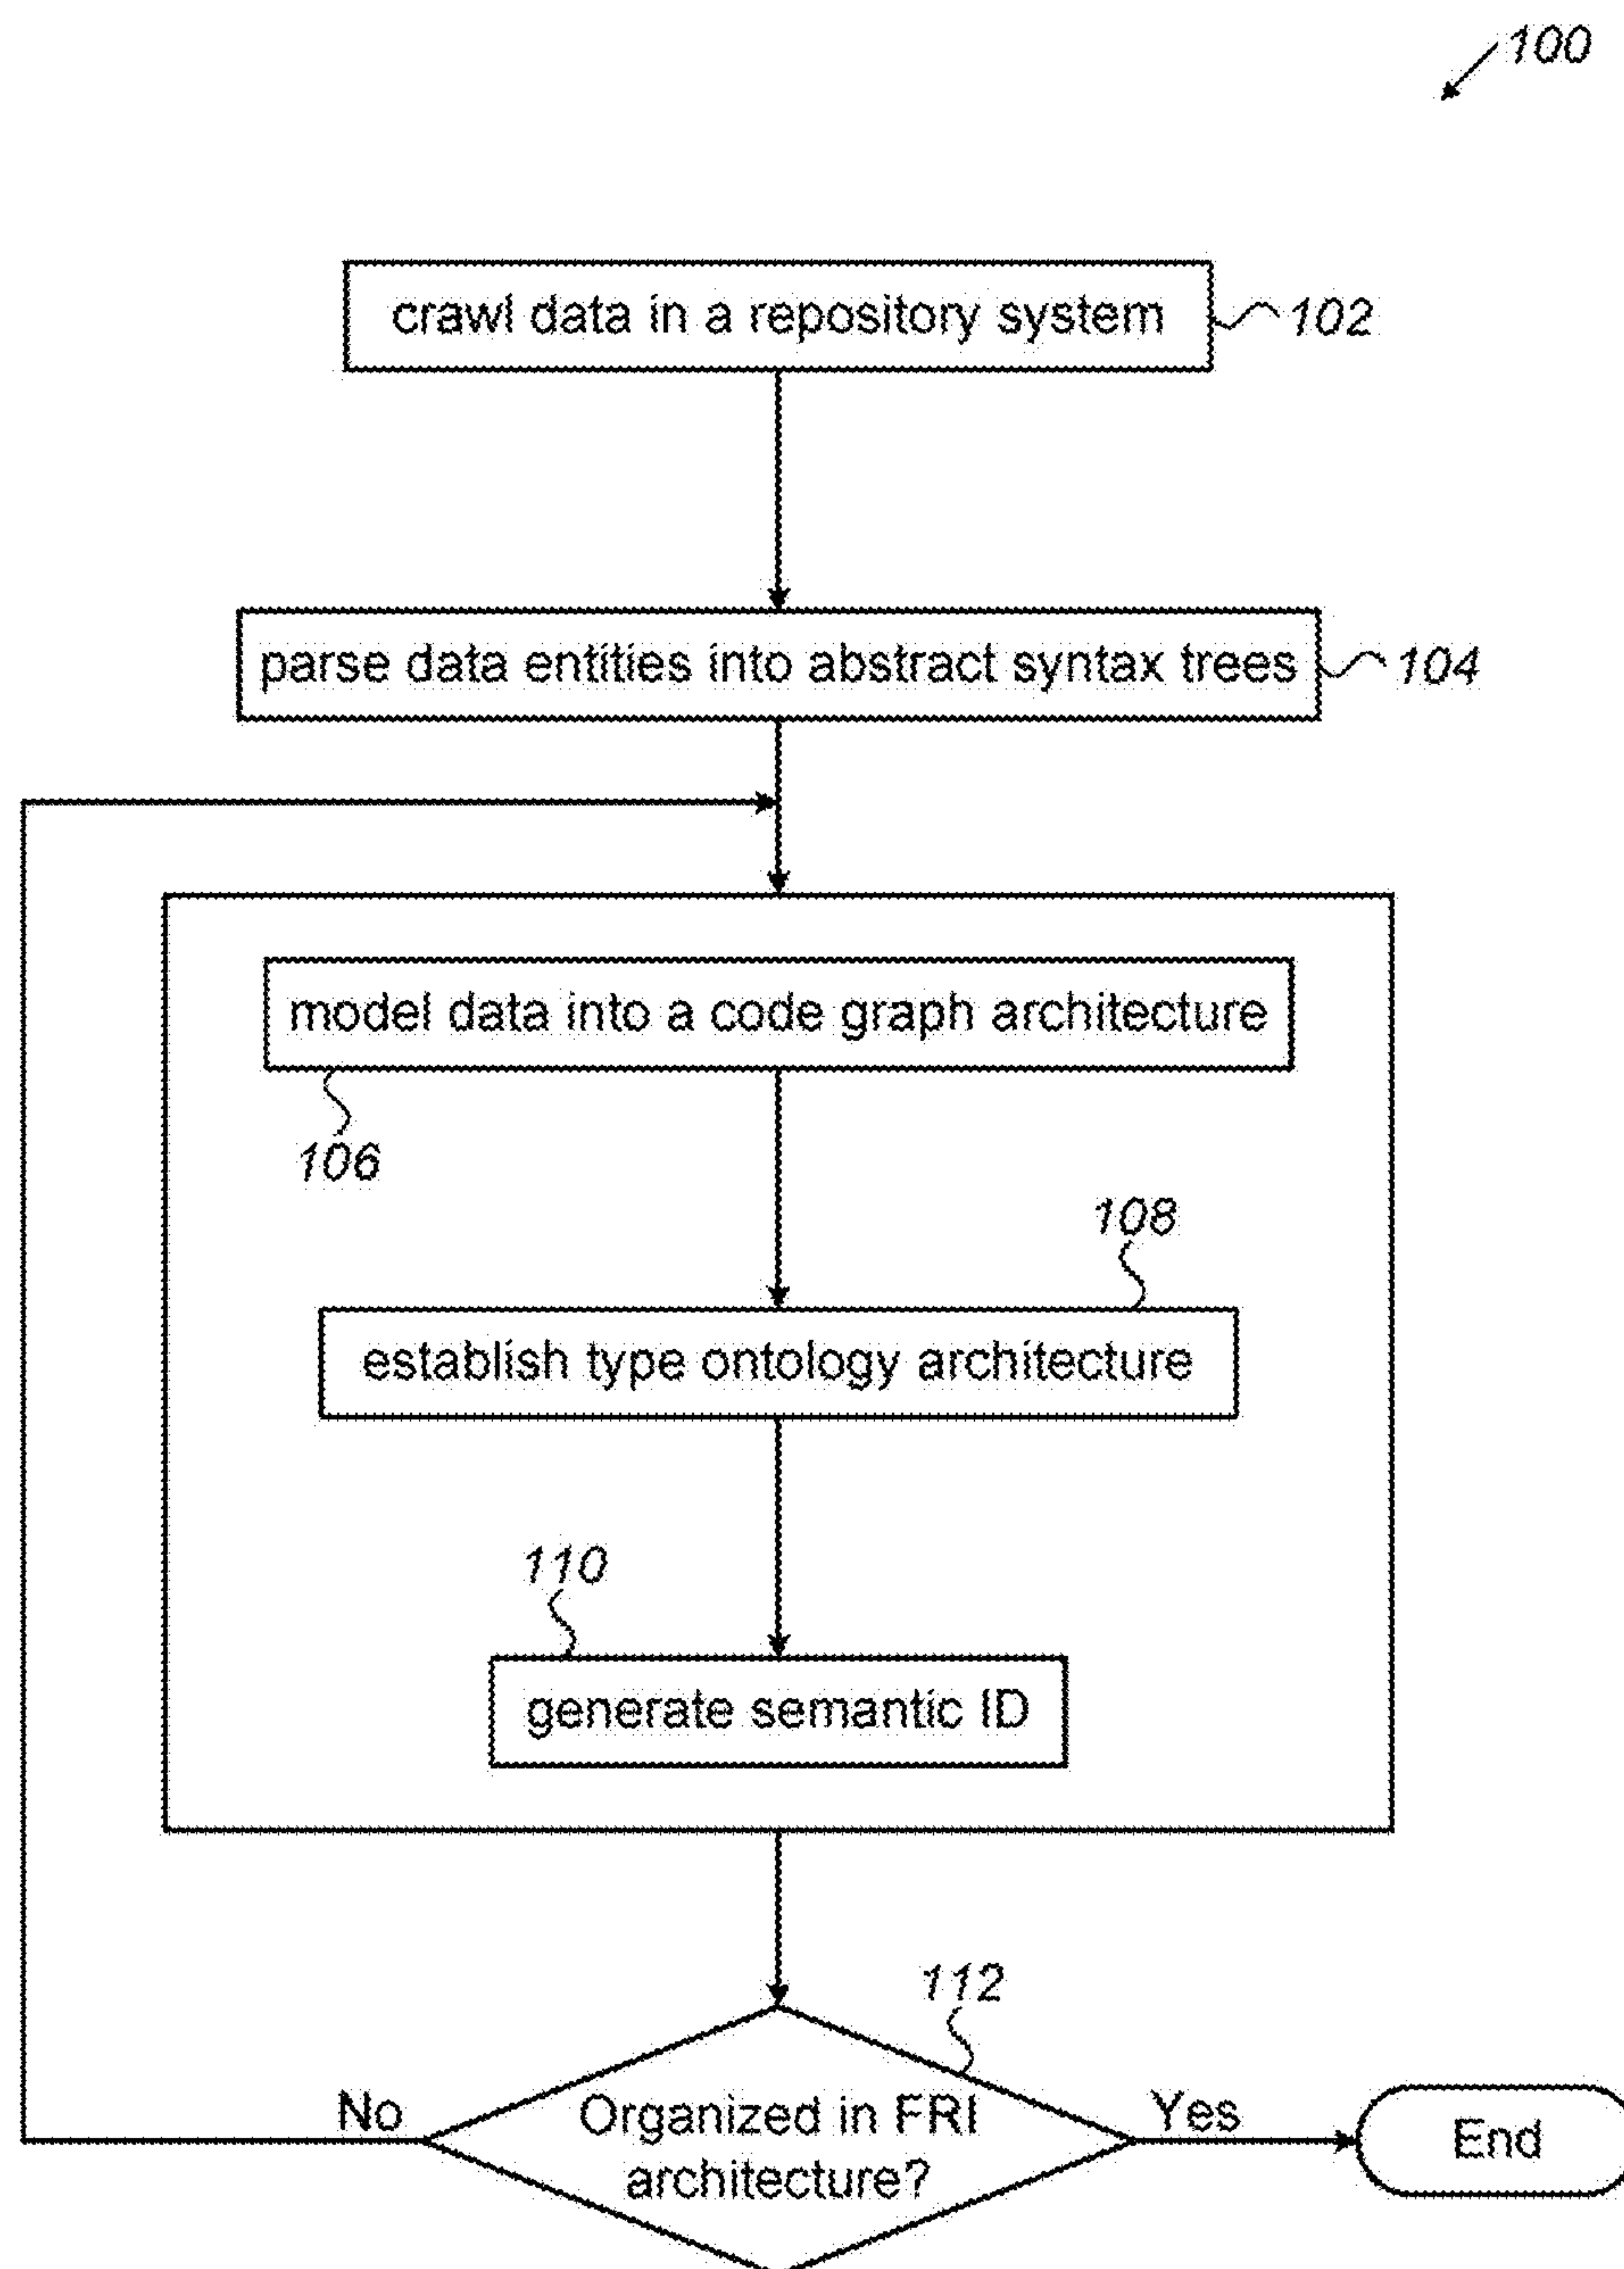 100
crawl data in a repository system
102
parse data entities into abstract syntax trees
104
model data into a code graph architecture
106
108
establish type ontology architecture
110
generate semantic ID
112
No
Organized in FRI
architecture?
Yes
End